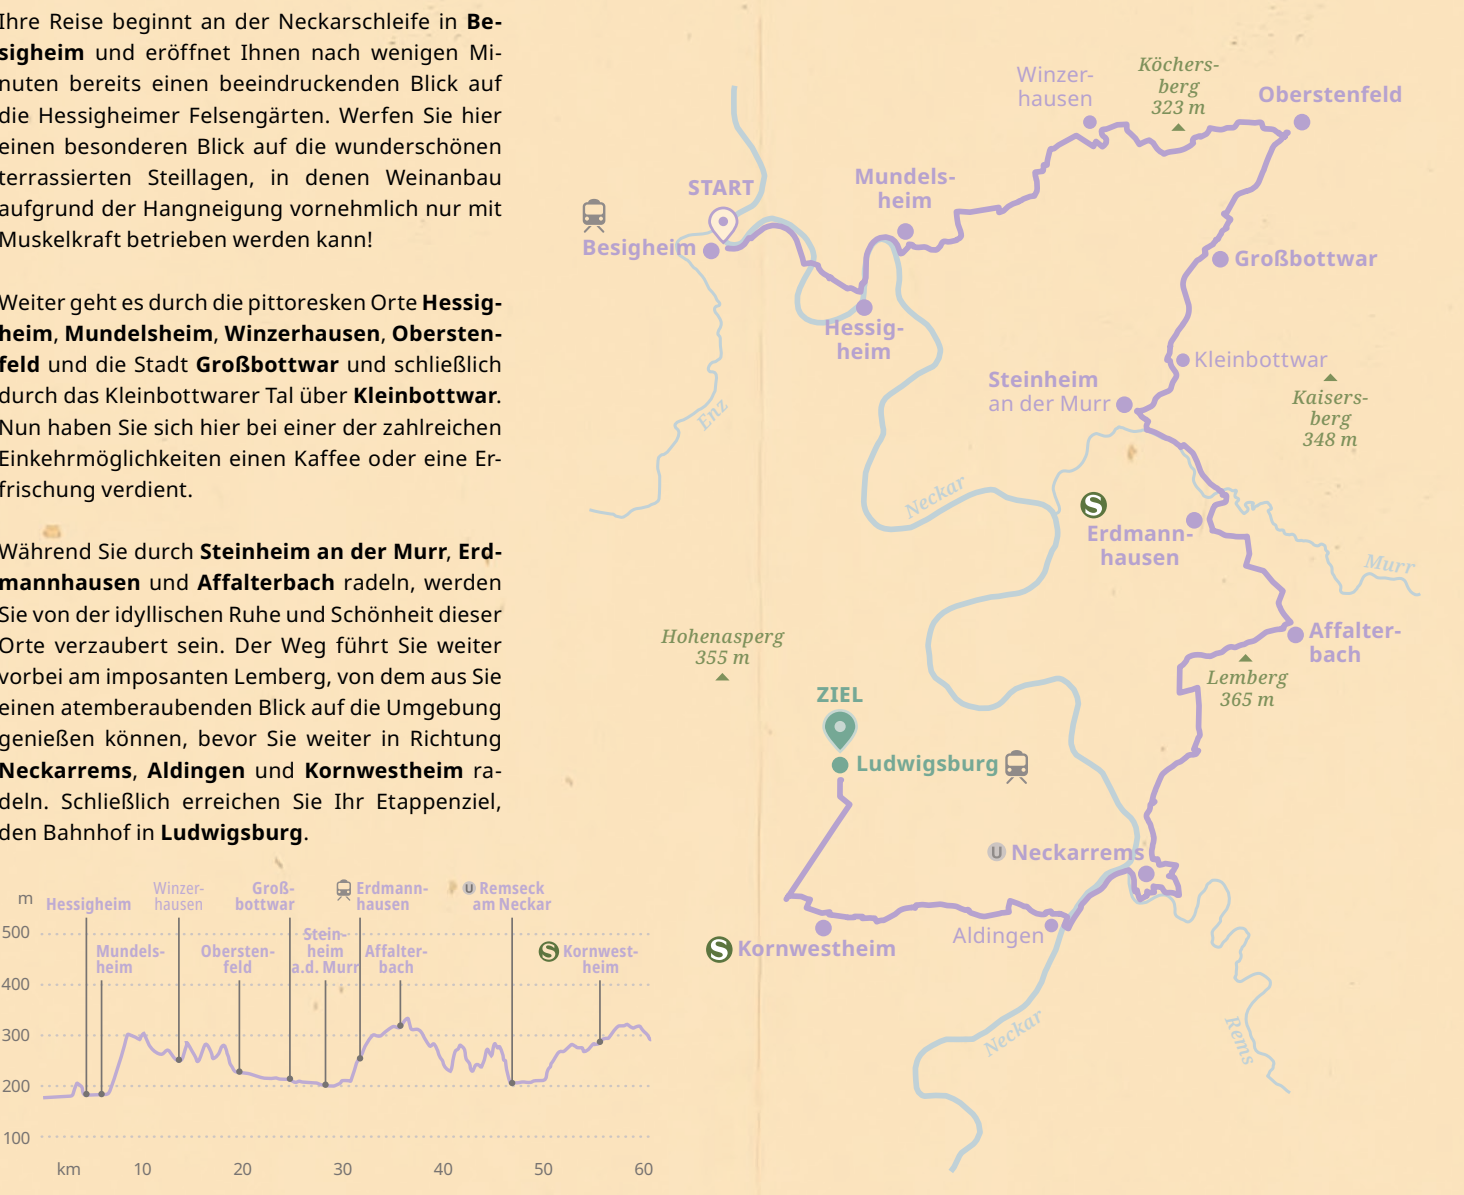 Ihre Reise beginnt an der Neckarschleife in Be-
sigheim und eröffnet Ihnen nach wenigen Mi-
nuten bereits einen beeindruckenden Blick auf
die Hessigheimer Felsengärten. Werfen Sie hier
einen besonderen Blick auf die wunderschönen
terrassierten Steillagen, in denen Weinanbau
aufgrund der Hangneigung vornehmlich nur mit
Muskelkraft betrieben werden kann!
Weiter geht es durch die pittoresken Orte Hessig-
heim, Mundelsheim, Winzerhausen, Obersten-
feld und die Stadt Großbottwar und schließlich
durch das Kleinbottwarer Tal über Kleinbottwar.
Nun haben Sie sich hier bei einer der zahlreichen
Einkehrmöglichkeiten einen Kaffee oder eine Er-
frischung verdient.
Während Sie durch Steinheim an der Murr, Erd-
mannhausen und Affalterbach radeln, werden
Sie von der idyllischen Ruhe und Schönheit dieser
Orte verzaubert sein. Der Weg führt Sie weiter
vorbei am imposanten Lemberg, von dem aus Sie
einen atemberaubenden Blick auf die Umgebung
genießen können, bevor Sie weiter in Richtung
Neckarrems, Aldingen und Kornwestheim ra-
deln. Schließlich erreichen Sie Ihr Etappenziel,
den Bahnhof in Ludwigsburg.
m
Hessigheim
Winzer-
hausen
Groß-
bottwar
Erdmann-
hausen
U Remseck
am Neckar
500
Mundels-
heim
Obersten-
feld
Stein-
heim
a.d. Murr
Affalter-
bach
S Kornwest-
heim
400
300
200
100
km
10
20
30
40
50
60
Winzer-
hausen
Köchers-
berg
323 m
Oberstenfeld
START
Besigheim
Mundels-
heim
Hessig-
heim
Großbottwar
Kleinbottwar
Steinheim
an der Murr
Kaisers-
berg
348 m
Enz
Neckar
S
Erdmann-
hausen
Murr
Hohenasperg
355 m
Affalter-
bach
Lemberg
365 m
ZIEL
Ludwigsburg
U Neckarrems
Aldingen
S Kornwestheim
Neckar
Rems